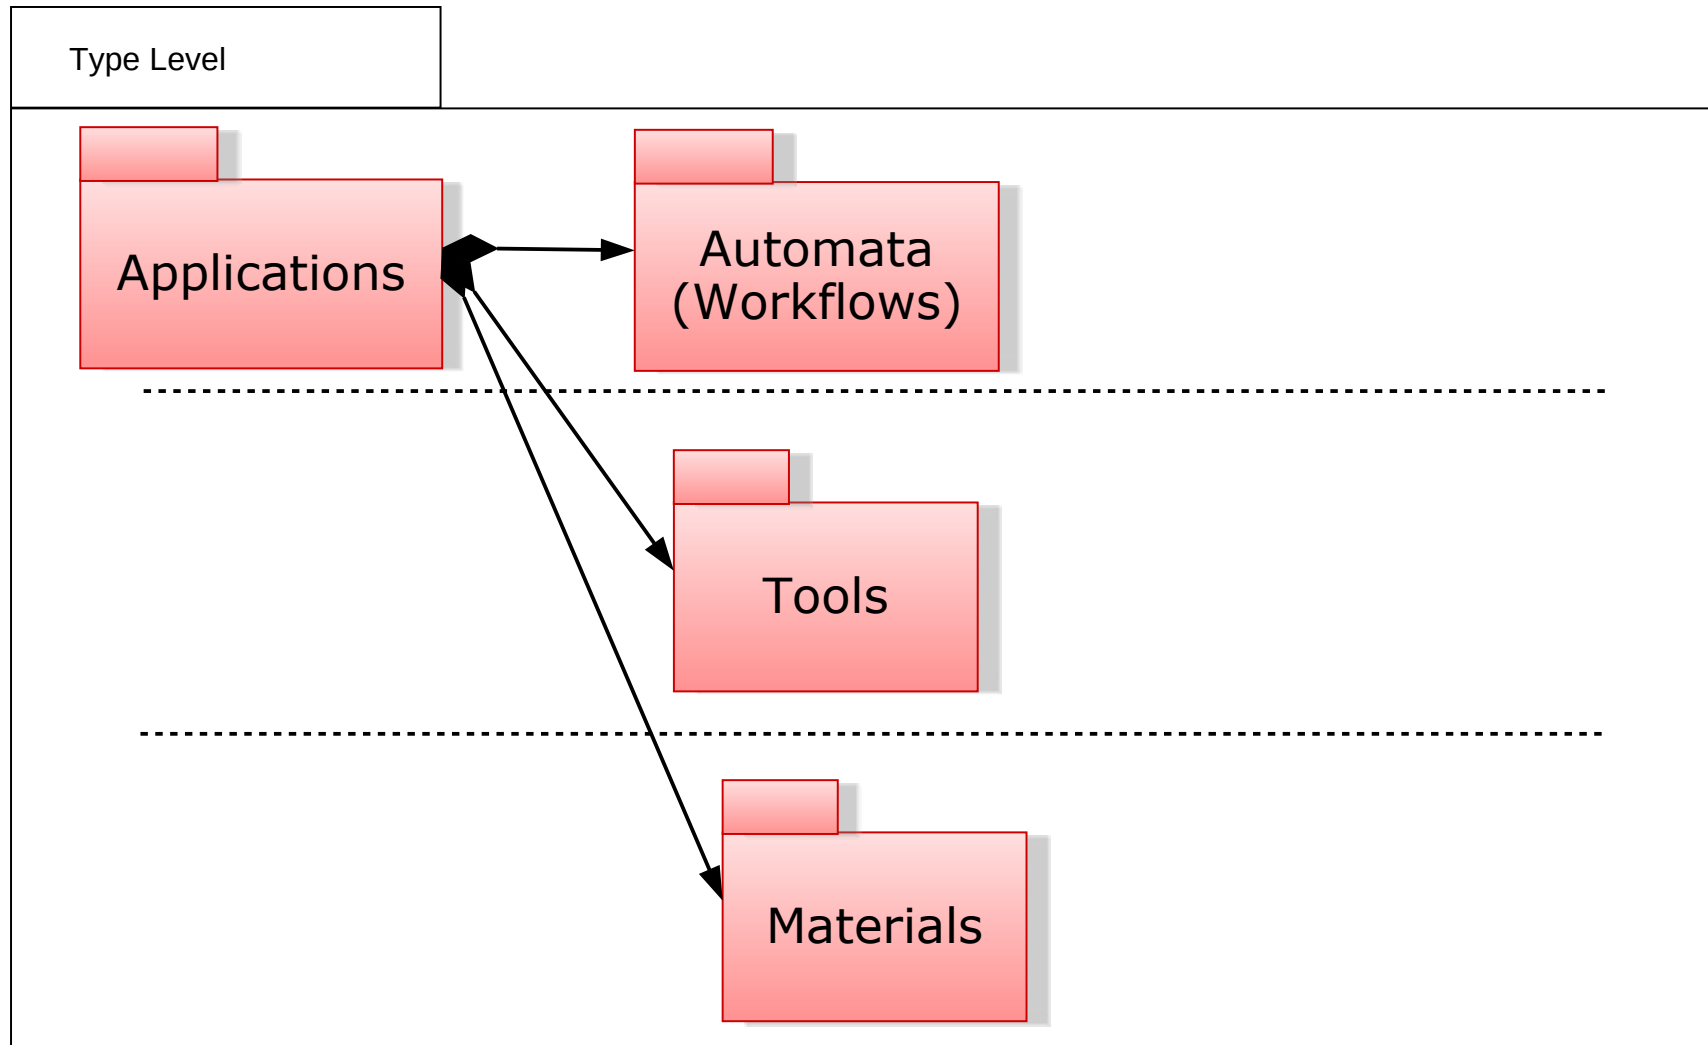 Type Level
Applications
Automata
(Workflows)
Tools
Materials